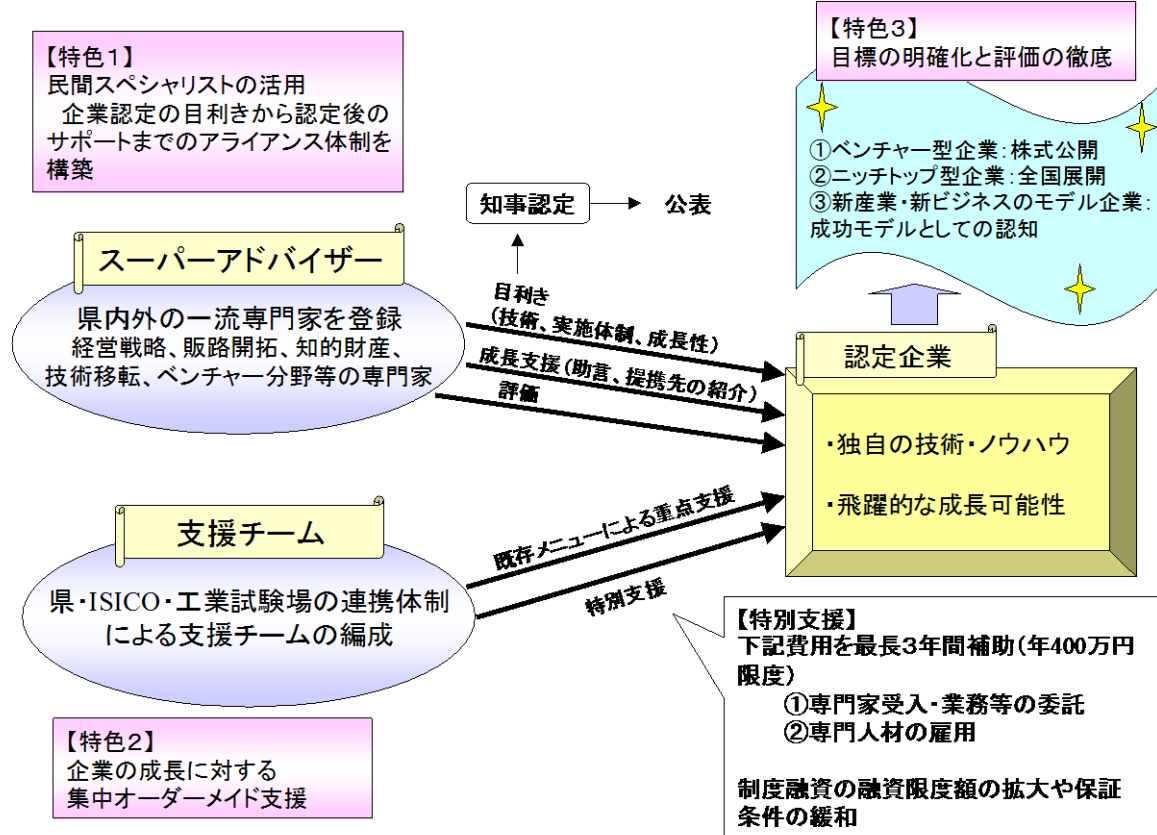 【特色１】
民間スペシャリストの活用
企業認定の目利きから認定後の
サポートまでのアライアンス体制を
構築
【特色３】
目標の明確化と評価の徹底
①ベンチャー型企業：株式公開
②ニッチトップ型企業：全国展開
③新産業・新ビジネスのモデル企業：
成功モデルとしての認知
知事認定
公表
スーパーアドバイザー
県内外の一流専門家を登録
経営戦略、販路開拓、知的財産、
技術移転、ベンチャー分野等の専門家
目利き
（技術、実施体制、成長性）
成長支援（助言、提携先の紹介）
評価
認定企業
・独自の技術・ノウハウ
・飛躍的な成長可能性
支援チーム
県・ISICO・工業試験場の連携体制
による支援チームの編成
既存メニューによる重点支援
特別支援
【特別支援】
下記費用を最長３年間補助（年400万円
限度）
①専門家受入・業務等の委託
②専門人材の雇用
制度融資の融資限度額の拡大や保証
条件の緩和
【特色２】
企業の成長に対する
集中オーダーメイド支援